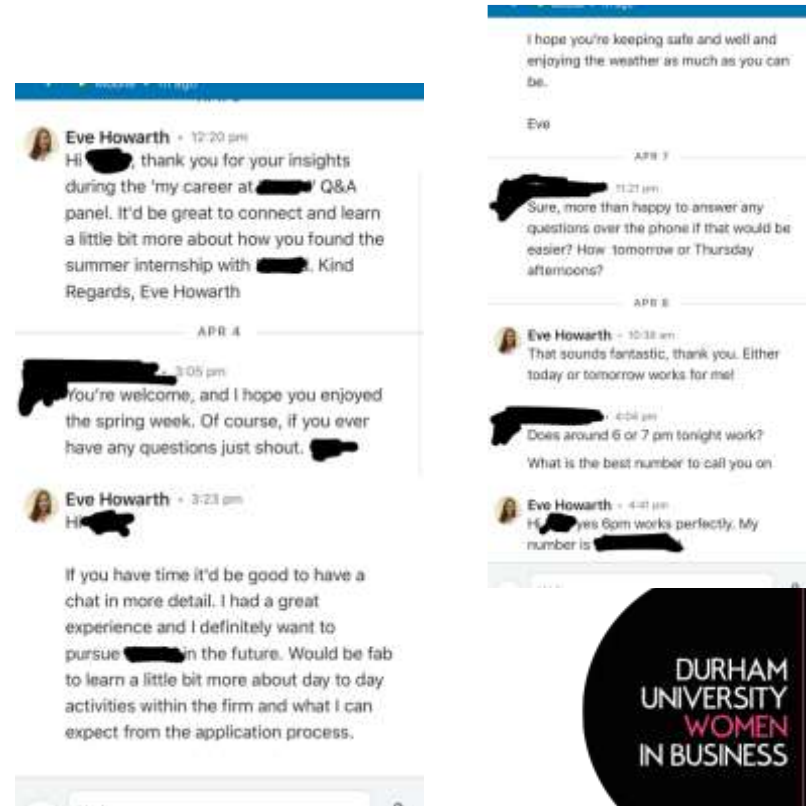 Eve Howarth • 12:20 pm
Hi , thank you for your insights
during the 'my career at ' Q&A
panel. It'd be great to connect and learn
a little bit more about how you found the
summer internship with . Kind
Regards, Eve Howarth
APR 4
3:05 pm
You're welcome, and I hope you enjoyed
the spring week. Of course, if you ever
have any questions just shout.
Eve Howarth • 3:23 pm
Hi
If you have time it'd be good to have a
chat in more detail. I had a great
experience and I definitely want to
pursue in the future. Would be fab
to learn a little bit more about day to day
activities within the firm and what I can
expect from the application process.
I hope you're keeping safe and well and
enjoying the weather as much as you can
be.
Eve
APR 7
11:21 pm
Sure, more than happy to answer any
questions over the phone if that would be
easier? How tomorrow or Thursday
afternoons?
APR 8
Eve Howarth • 10:38 am
That sounds fantastic, thank you. Either
today or tomorrow works for me!
4:04 pm
Does around 6 or 7 pm tonight work?
What is the best number to call you on
Eve Howarth • 4:41 pm
Hi yes 6pm works perfectly. My
number is
DURHAM
UNIVERSITY
WOMEN
IN BUSINESS